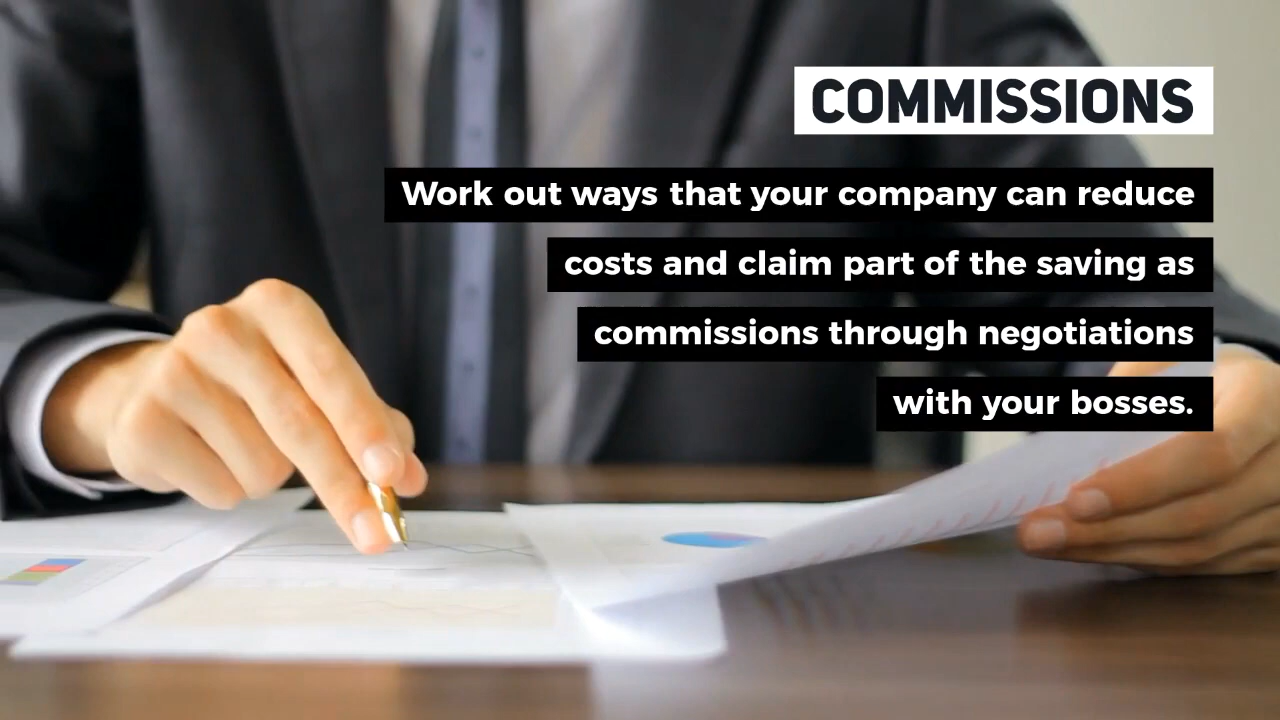 COMMISSIONS
Work out ways that your company can reduce
costs and claim part of the saving as
commissions through negotiations
with your bosses.